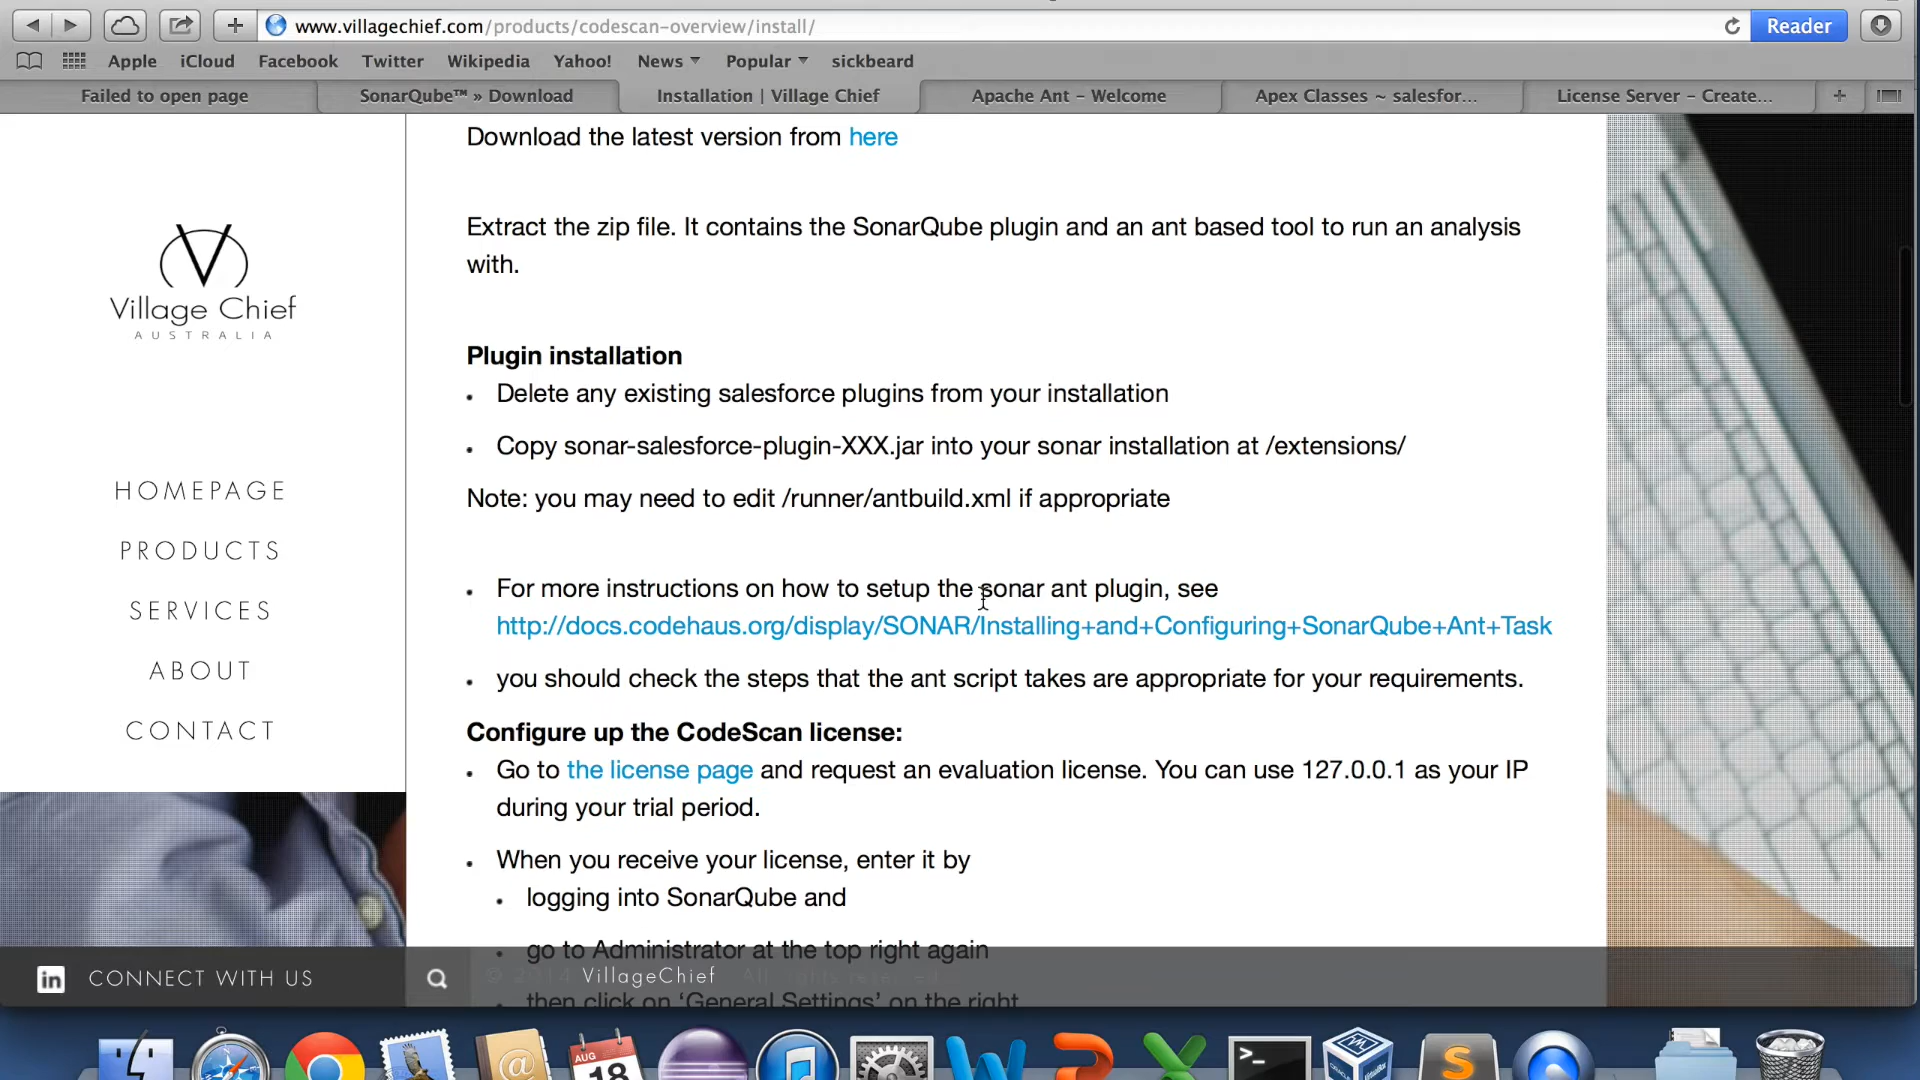 www.villagechief.com/products/codescan-overview/install/
Reader
Apple iCloud Facebook Twitter Wikipedia Yahoo! News Popular sickbeard
Failed to open page
SonarQube™ » Download
Installation | Village Chief
Apache Ant – Welcome
Apex Classes ~ salesfor...
License Server – Create...
Download the latest version from here
Extract the zip file. It contains the SonarQube plugin and an ant based tool to run an analysis
with.
V
Village Chief
AUSTRALIA
Plugin installation
• Delete any existing salesforce plugins from your installation
• Copy sonar-salesforce-plugin-XXX.jar into your sonar installation at /extensions/
Note: you may need to edit /runner/antbuild.xml if appropriate
HOMEPAGE
PRODUCTS
SERVICES
ABOUT
CONTACT
• For more instructions on how to setup the sonar ant plugin, see
http://docs.codehaus.org/display/SONAR/Installing+and+Configuring+SonarQube+Ant+Task
• you should check the steps that the ant script takes are appropriate for your requirements.
Configure up the CodeScan license:
• Go to the license page and request an evaluation license. You can use 127.0.0.1 as your IP
during your trial period.
• When you receive your license, enter it by
• logging into SonarQube and
• go to Administrator at the top right again
• then click on ‘General Settings’ on the right
in CONNECT WITH US
© 2014 VillageChief All rights reserved
AUG
18